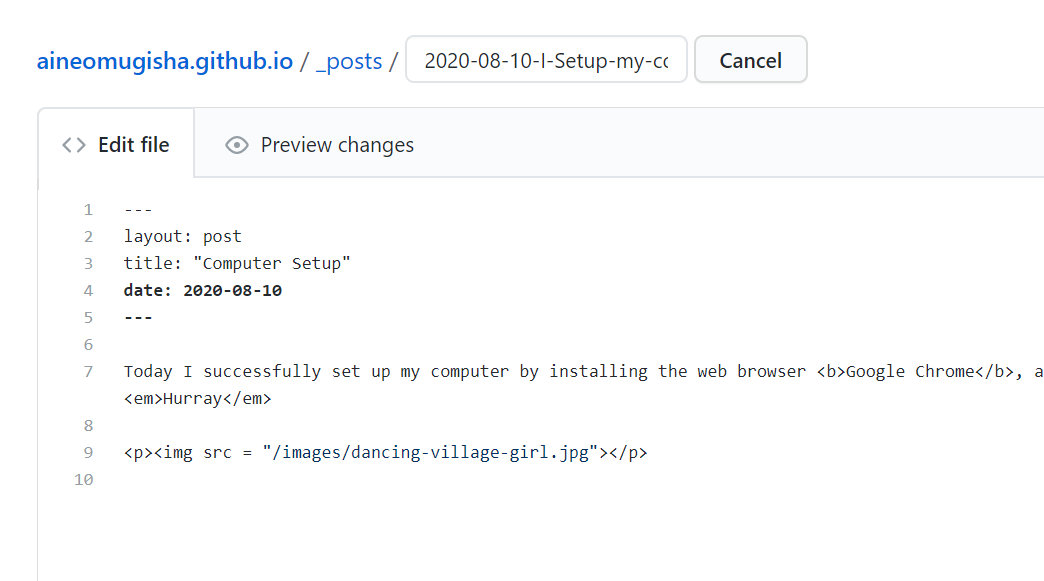 aineomugisha.github.io / _posts / 2020-08-10-I-Setup-my-cc Cancel
Edit file Preview changes
1 ---
2 layout: post
3 title: "Computer Setup"
4 date: 2020-08-10
5 ---
6
7 Today I successfully set up my computer by installing the web browser <b>Google Chrome</b>, a
<em>Hurray</em>
8
9 <p><img src = "/images/dancing-village-girl.jpg"></p>
10